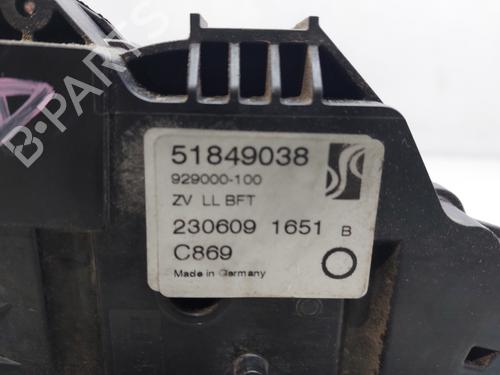 51849038
929000-100
ZV LL BFT
230609 1651 B
C869
Made in Germany
B-PARTS